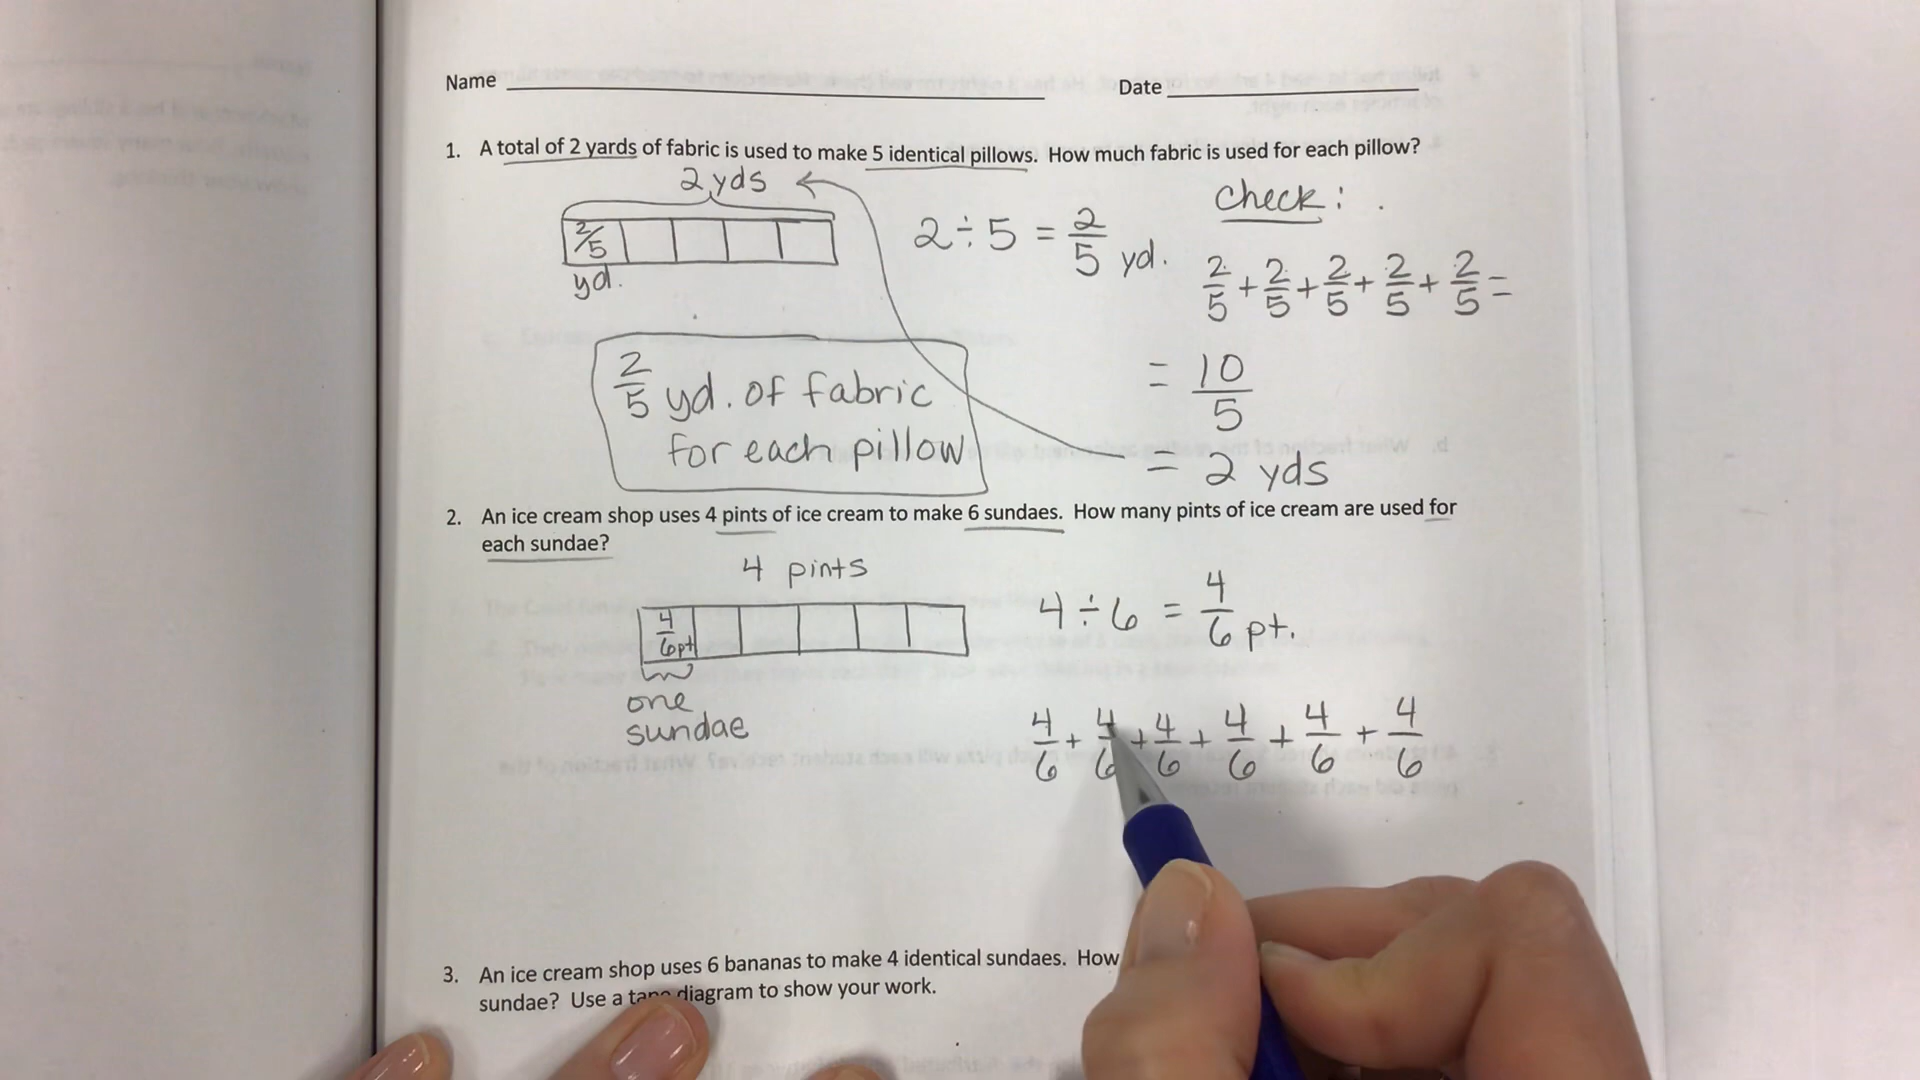 Name Date
1. A total of 2 yards of fabric is used to make 5 identical pillows. How much fabric is used for each pillow?
2 yds
2/5
yd.
2 ÷ 5 = 2/5 yd.
Check:
2/5 + 2/5 + 2/5 + 2/5 + 2/5 =
= 10/5
= 2 yds
2/5 yd. of fabric
for each pillow
2. An ice cream shop uses 4 pints of ice cream to make 6 sundaes. How many pints of ice cream are used for
each sundae?
4 pints
4/6 pt
one
sundae
4 ÷ 6 = 4/6 pt.
4/6 + 4/6 + 4/6 + 4/6 + 4/6 + 4/6
3. An ice cream shop uses 6 bananas to make 4 identical sundaes. How
sundae? Use a tape diagram to show your work.